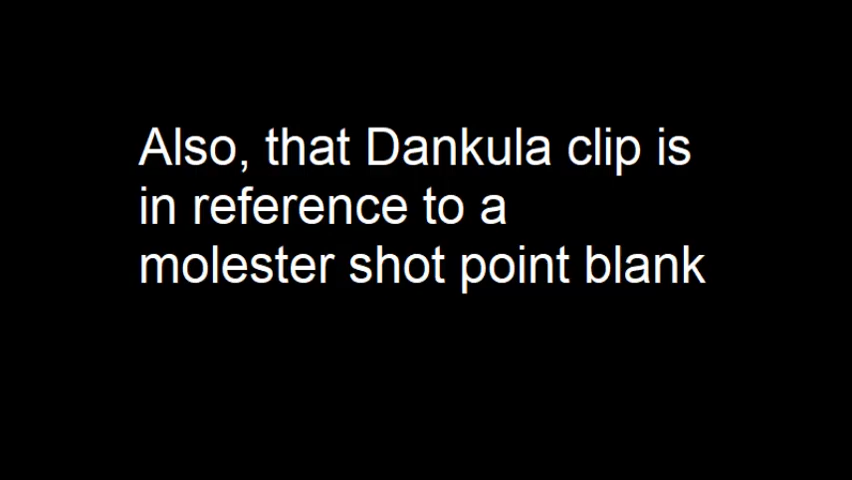 Also, that Dankula clip is
in reference to a
molester shot point blank